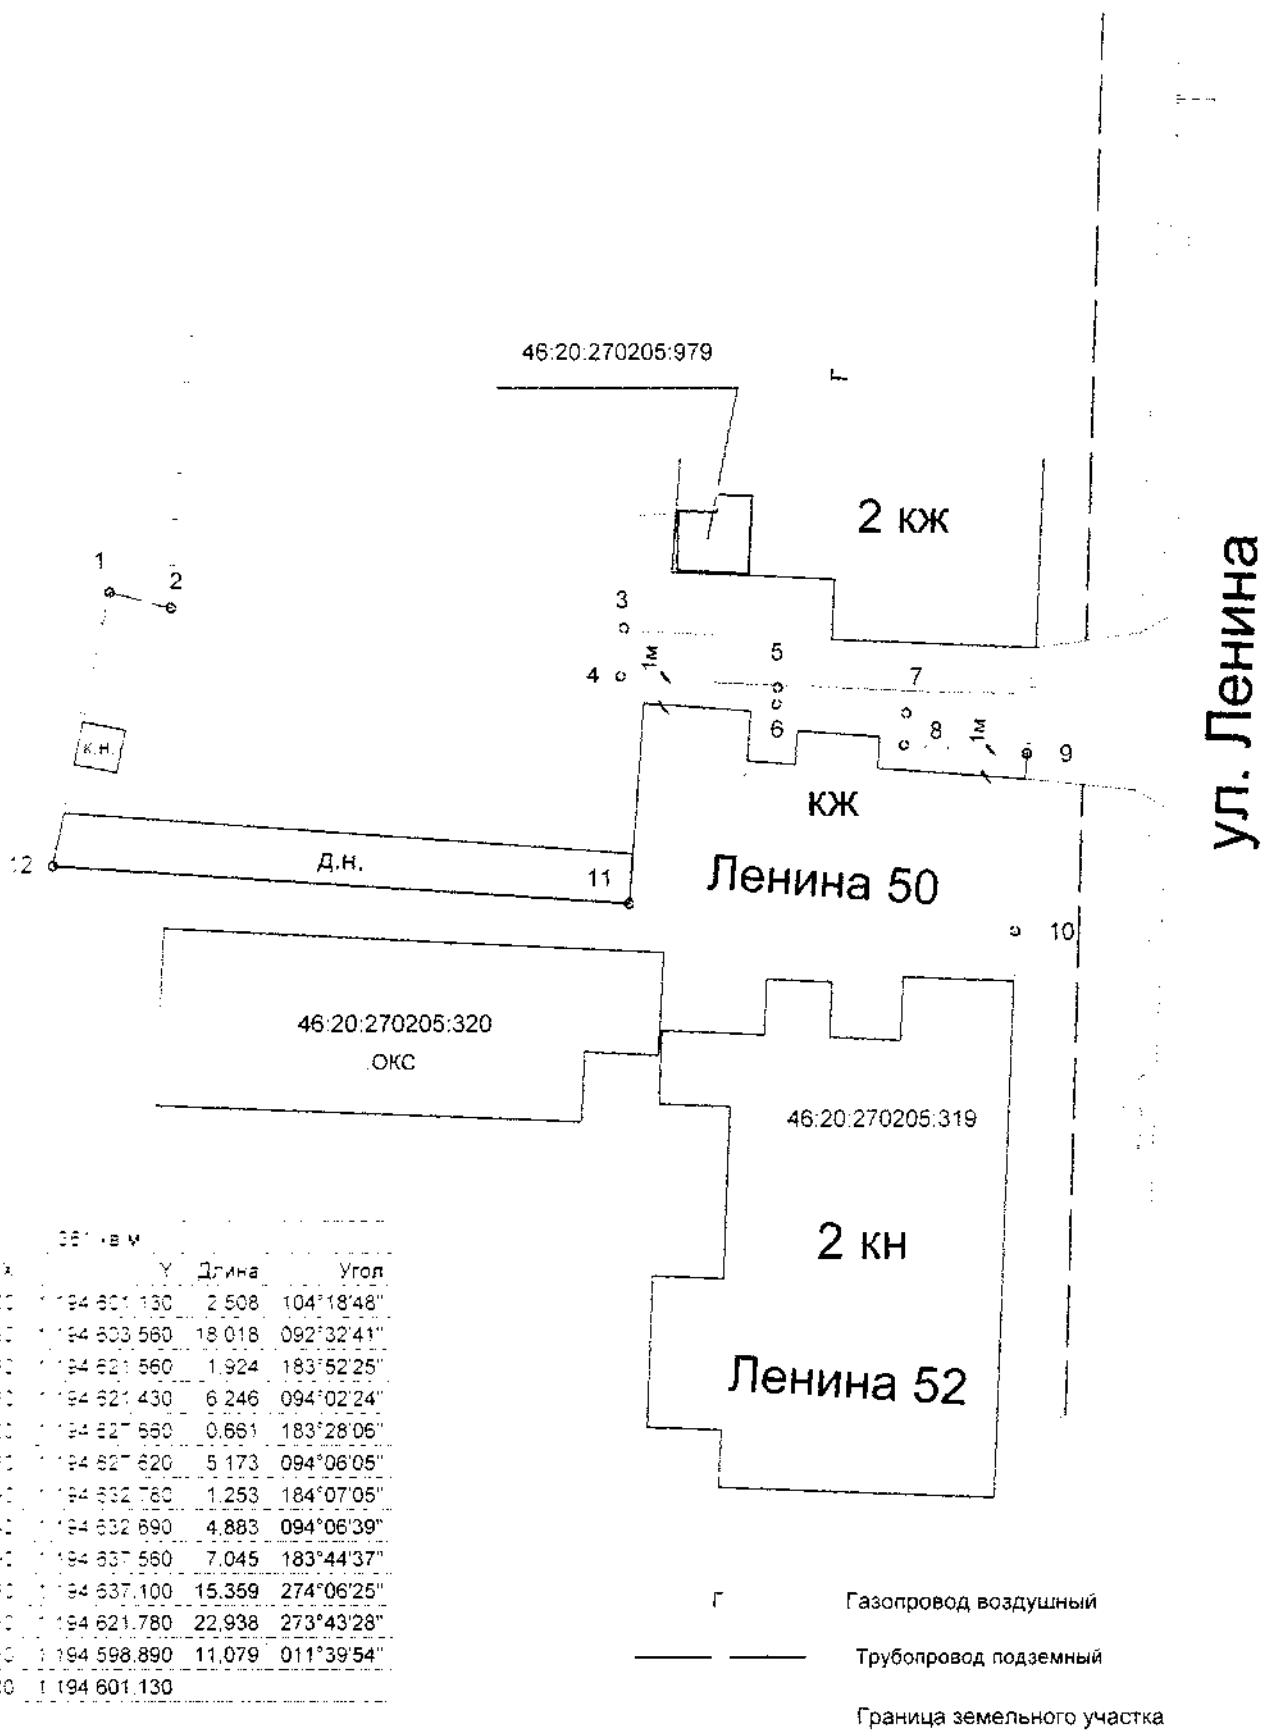 46:20:270205:979
Г
2 кж
ул. Ленина
1
2
3
4
1м
5
6
7
8
1м
9
к.н.
кж
Д.н.
12
11
Ленина 50
10
46:20:270205:320
ОКС
46:20:270205:319
2 кн
Ленина 52
Y Длина Угол
2.508 104°18'48"
18.018 092°32'41"
1.924 183°52'25"
6.246 094°02'24"
0.661 183°28'06"
5.173 094°06'05"
1.253 184°07'05"
4,883 094°06'39"
7.045 183°44'37"
15.359 274°06'25"
1 194 621.780 22,938 273°43'28"
1 194 598.890 11,079 011°39'54"
1 194 601.130
Г Газопровод воздушный
Трубопровод подземный
Граница земельного участка